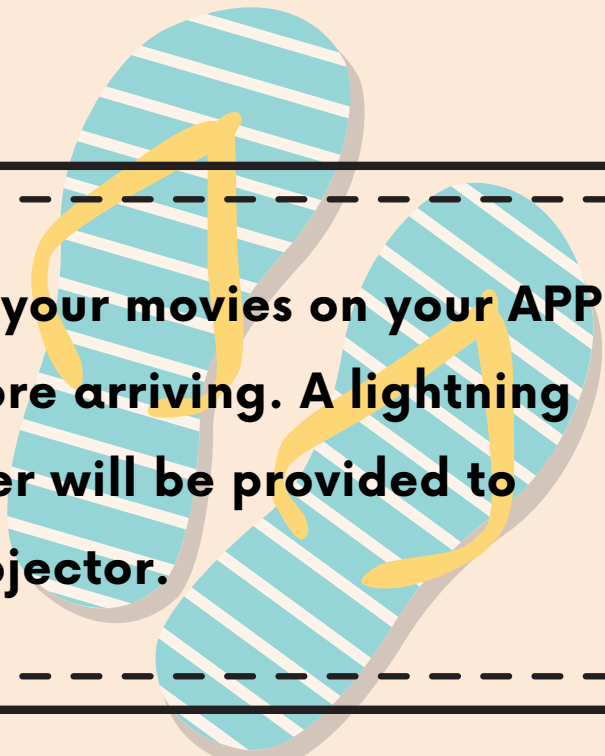 your movies on your APP
ore arriving. A lightning
er will be provided to
ojector.